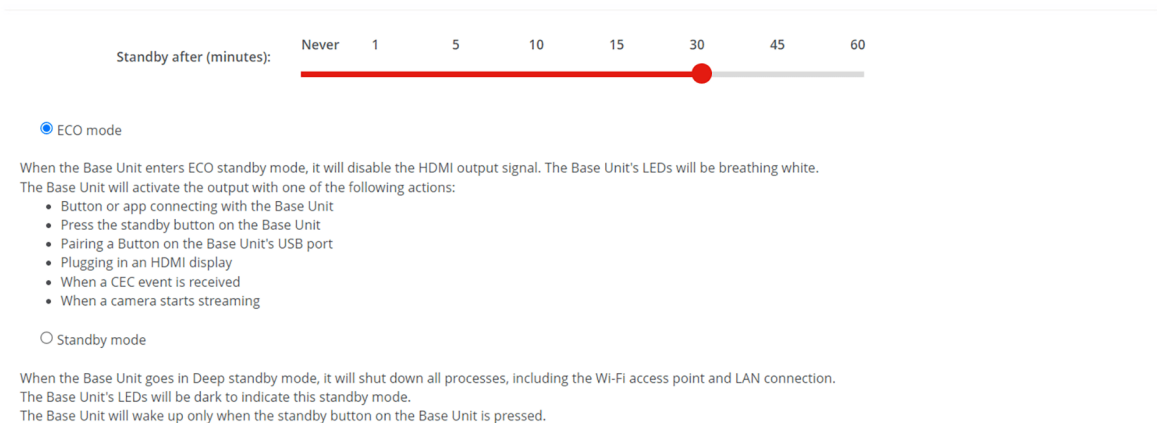 Never 1 5 10 15 30 45 60
Standby after (minutes):
ECO mode
When the Base Unit enters ECO standby mode, it will disable the HDMI output signal. The Base Unit's LEDs will be breathing white.
The Base Unit will activate the output with one of the following actions:
• Button or app connecting with the Base Unit
• Press the standby button on the Base Unit
• Pairing a Button on the Base Unit's USB port
• Plugging in an HDMI display
• When a CEC event is received
• When a camera starts streaming
Standby mode
When the Base Unit goes in Deep standby mode, it will shut down all processes, including the Wi-Fi access point and LAN connection.
The Base Unit's LEDs will be dark to indicate this standby mode.
The Base Unit will wake up only when the standby button on the Base Unit is pressed.